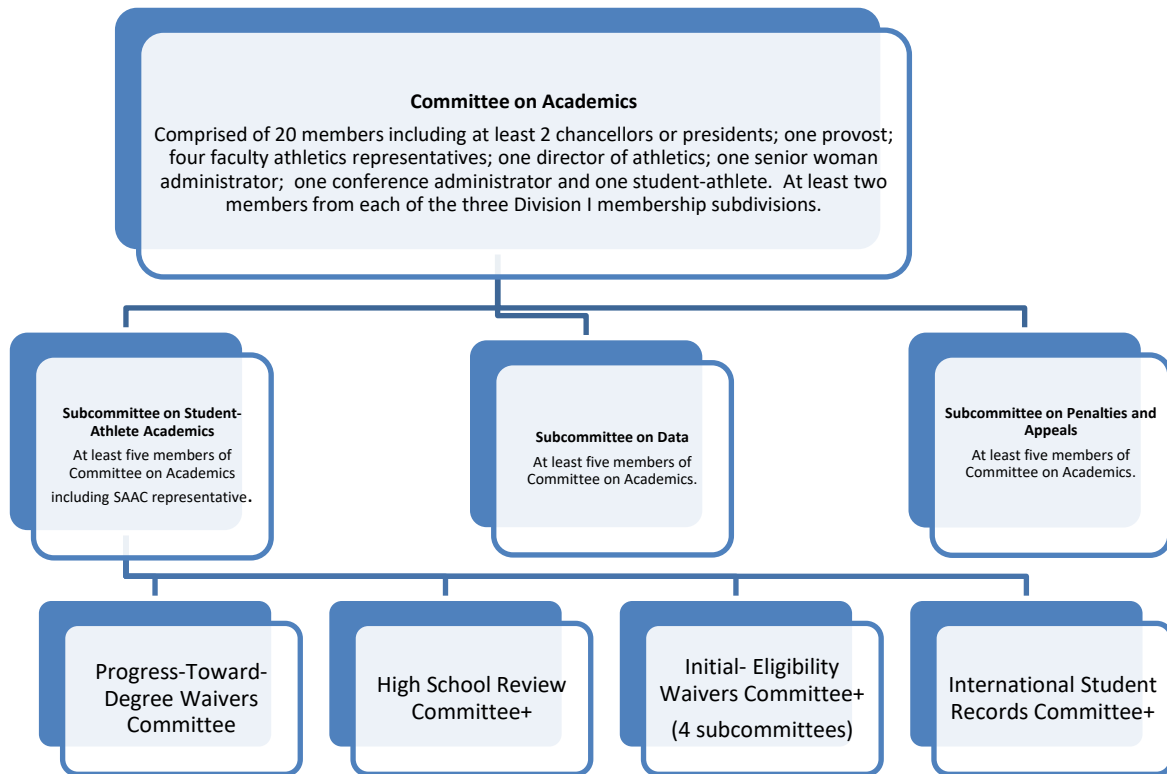 Committee on Academics
Comprised of 20 members including at least 2 chancellors or presidents; one provost;
four faculty athletics representatives; one director of athletics; one senior woman
administrator;  one conference administrator and one student-athlete.  At least two
members from each of the three Division I membership subdivisions.
Subcommittee on Student-
Athlete Academics
At least five members of
Committee on Academics
including SAAC representative.
Subcommittee on Data
At least five members of
Committee on Academics.
Subcommittee on Penalties and
Appeals
At least five members of
Committee on Academics.
Progress-Toward-
Degree Waivers
Committee
High School Review
Committee+
Initial- Eligibility
Waivers Committee+
(4 subcommittees)
International Student
Records Committee+